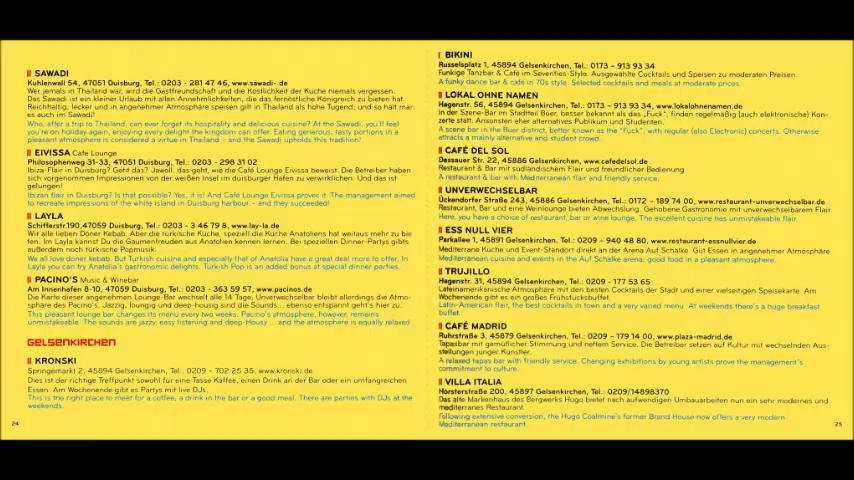 SAWADI
Kuhlenwall 54, 47051 Duisburg, Tel.: 0203 - 281 47 46, www.sawadi-.de
Wer jemals in Thailand war, wird die Gastfreundschaft und die Köstlichkeit der Küche niemals vergessen.
Das Sawadi ist ein kleiner Urlaub mit allen Annehmlichkeiten, die das fernöstliche Königreich zu bieten hat.
Reichhaltig, lecker und in angenehmer Atmosphäre speisen gilt in Thailand als hohe Tugend; und so hält man
es auch im Sawadi!
Who, after a trip to Thailand, can ever forget its hospitality and delicious cuisine? At the Sawadi, you'll feel
you're on holiday again, enjoying every delight the kingdom can offer. Eating generous, tasty portions in a
pleasant atmosphere is considered a virtue in Thailand – and the Sawadi upholds this tradition!
EIVISSA Cafe Lounge
Philosophenweg 31-33, 47051 Duisburg, Tel.: 0203 - 298 31 02
Ibiza-Flair in Duisburg? Geht das? Jawoll, das geht, wie die Café Lounge Eivissa beweist. Die Betreiber haben
sich vorgenommen Impressionen von der weißen Insel im duisburger Hafen zu verwirklichen. Und das ist
gelungen!
Ibizan flair in Duisburg? Is that possible? Yes, it is! And Café Lounge Eivissa proves it. The management aimed
to recreate impressions of the white island in Duisburg harbour – and they succeeded!
LAYLA
Schifferstr.190,47059 Duisburg, Tel.: 0203 - 3 46 79 8, www.lay-la.de
Wir alle lieben Döner Kebab. Aber die türkische Küche, speziell die Küche Anatoliens hat weitaus mehr zu bie-
ten. Im Layla kannst Du die Gaumenfreuden aus Anatolien kennen lernen. Bei speziellen Dinner-Partys gibts
außerdem noch türkische Popmusik.
We all love doner kebab. But Turkish cuisine and especially that of Anatolia have a great deal more to offer. In
Layla you can try Anatolia's gastronomic delights. Turkish Pop is an added bonus at special dinner parties.
PACINO'S Music & Winebar
Am Innenhafen 8-10, 47059 Duisburg, Tel.: 0203 - 363 59 57, www.pacinos.de
Die Karte dieser angenehmen Lounge-Bar wechselt alle 14 Tage. Unverwechselbar bleibt allerdings die Atmo-
sphäre des Pacino's. Jazzig, loungig und deep-housig sind die Sounds... ebenso entspannt geht's hier zu.
This pleasant lounge bar changes its menu every two weeks. Pacino's atmosphere, however, remains
unmistakeable. The sounds are jazzy, easy listening and deep-Housy ... and the atmosphere is equally relaxed
GELSENKIRCHEN
KRONSKI
Springermarkt 2, 45894 Gelsenkirchen, Tel.: 0209 - 702 25 35, www.kronski.de
Dies ist der richtige Treffpunkt sowohl für eine Tasse Kaffee, einen Drink an der Bar oder ein umfangreichen
Essen. Am Wochenende gibt es Partys mit live DJs.
This is the right place to meet for a coffee, a drink in the bar or a good meal. There are parties with DJs at the
weekends.
24
BIKINI
Russelsplatz 1, 45894 Gelsenkirchen, Tel.: 0173 - 913 93 34
Funkige Tanzbar & Café im Seventies-Style. Ausgewählte Cocktails und Speisen zu moderaten Preisen.
A funky dance bar & café in 70s style. Selected cocktails and meals at moderate prices.
LOKAL OHNE NAMEN
Hagenstr. 56, 45894 Gelsenkirchen, Tel.: 0173 – 913 93 34, www.lokalohnenamen.de
In der Szene-Bar im Stadtteil Buer, besser bekannt als das „Fuck“, finden regelmäßig (auch elektronische) Kon-
zerte statt. Ansonsten eher alternatives Publikum und Studenten.
A scene bar in the Buer district, better known as the “Fuck”, with regular (also Electronic) concerts. Otherwise
attracts a mainly alternative and student crowd.
CAFÉ DEL SOL
Dessauer Str. 22, 45886 Gelsenkirchen, www.cafedelsol.de
Restaurant & Bar mit südländischem Flair und freundlicher Bedienung
A restaurant & bar with Mediterranean flair and friendly service.
UNVERWECHSELBAR
Ückendorfer Straße 243, 45886 Gelsenkirchen, Tel.: 0172 – 189 74 00, www.restaurant-unverwechselbar.de
Restaurant, Bar und eine Weinlounge bieten Abwechslung. Gehobene Gastronomie mit unverwechselbarem Flair.
Here, you have a choice of restaurant, bar or wine lounge. The excellent cuisine has unmistakeable flair.
ESS NULL VIER
Parkallee 1, 45891 Gelsenkirchen, Tel.: 0209 – 940 48 80, www.restaurant-essnullvier.de
Mediterrane Küche und Event-Standort direkt an der Arena Auf Schalke. Gut Essen in angenehmer Atmosphäre
Mediterranean cuisine and events in the Auf Schalke arena: good food in a pleasant atmosphere.
TRUJILLO
Hagenstr. 31, 45894 Gelsenkirchen, Tel.: 0209 - 177 53 65
Lateinamerikanische Atmosphäre mit den besten Cocktails der Stadt und einer vielseitigen Speisekarte. Am
Wochenende gibt es ein großes Frühstücksbuffet.
Latin-American flair, the best cocktails in town and a very varied menu. At weekends there's a huge breakfast
buffet.
CAFÉ MADRID
Ruhrstraße 3, 45879 Gelsenkirchen, Tel.: 0209 – 179 14 00, www.plaza-madrid.de
Tapasbar mit gemütlicher Stimmung und nettem Service. Die Betreiber setzen auf Kultur mit wechselnden Aus-
stellungen junger Künstler.
A relaxed tapas bar with friendly service. Changing exhibitions by young artists prove the management's
commitment to culture.
VILLA ITALIA
Horsterstraße 200, 45897 Gelsenkirchen, Tel.: 0209/14898370
Das alte Markenhaus des Bergwerks Hugo bietet nach aufwendigen Umbauarbeiten nun ein sehr modernes und
mediterranes Restaurant
Following extensive conversion, the Hugo Coalmine's former Brand House now offers a very modern
Mediterranean restaurant.
25